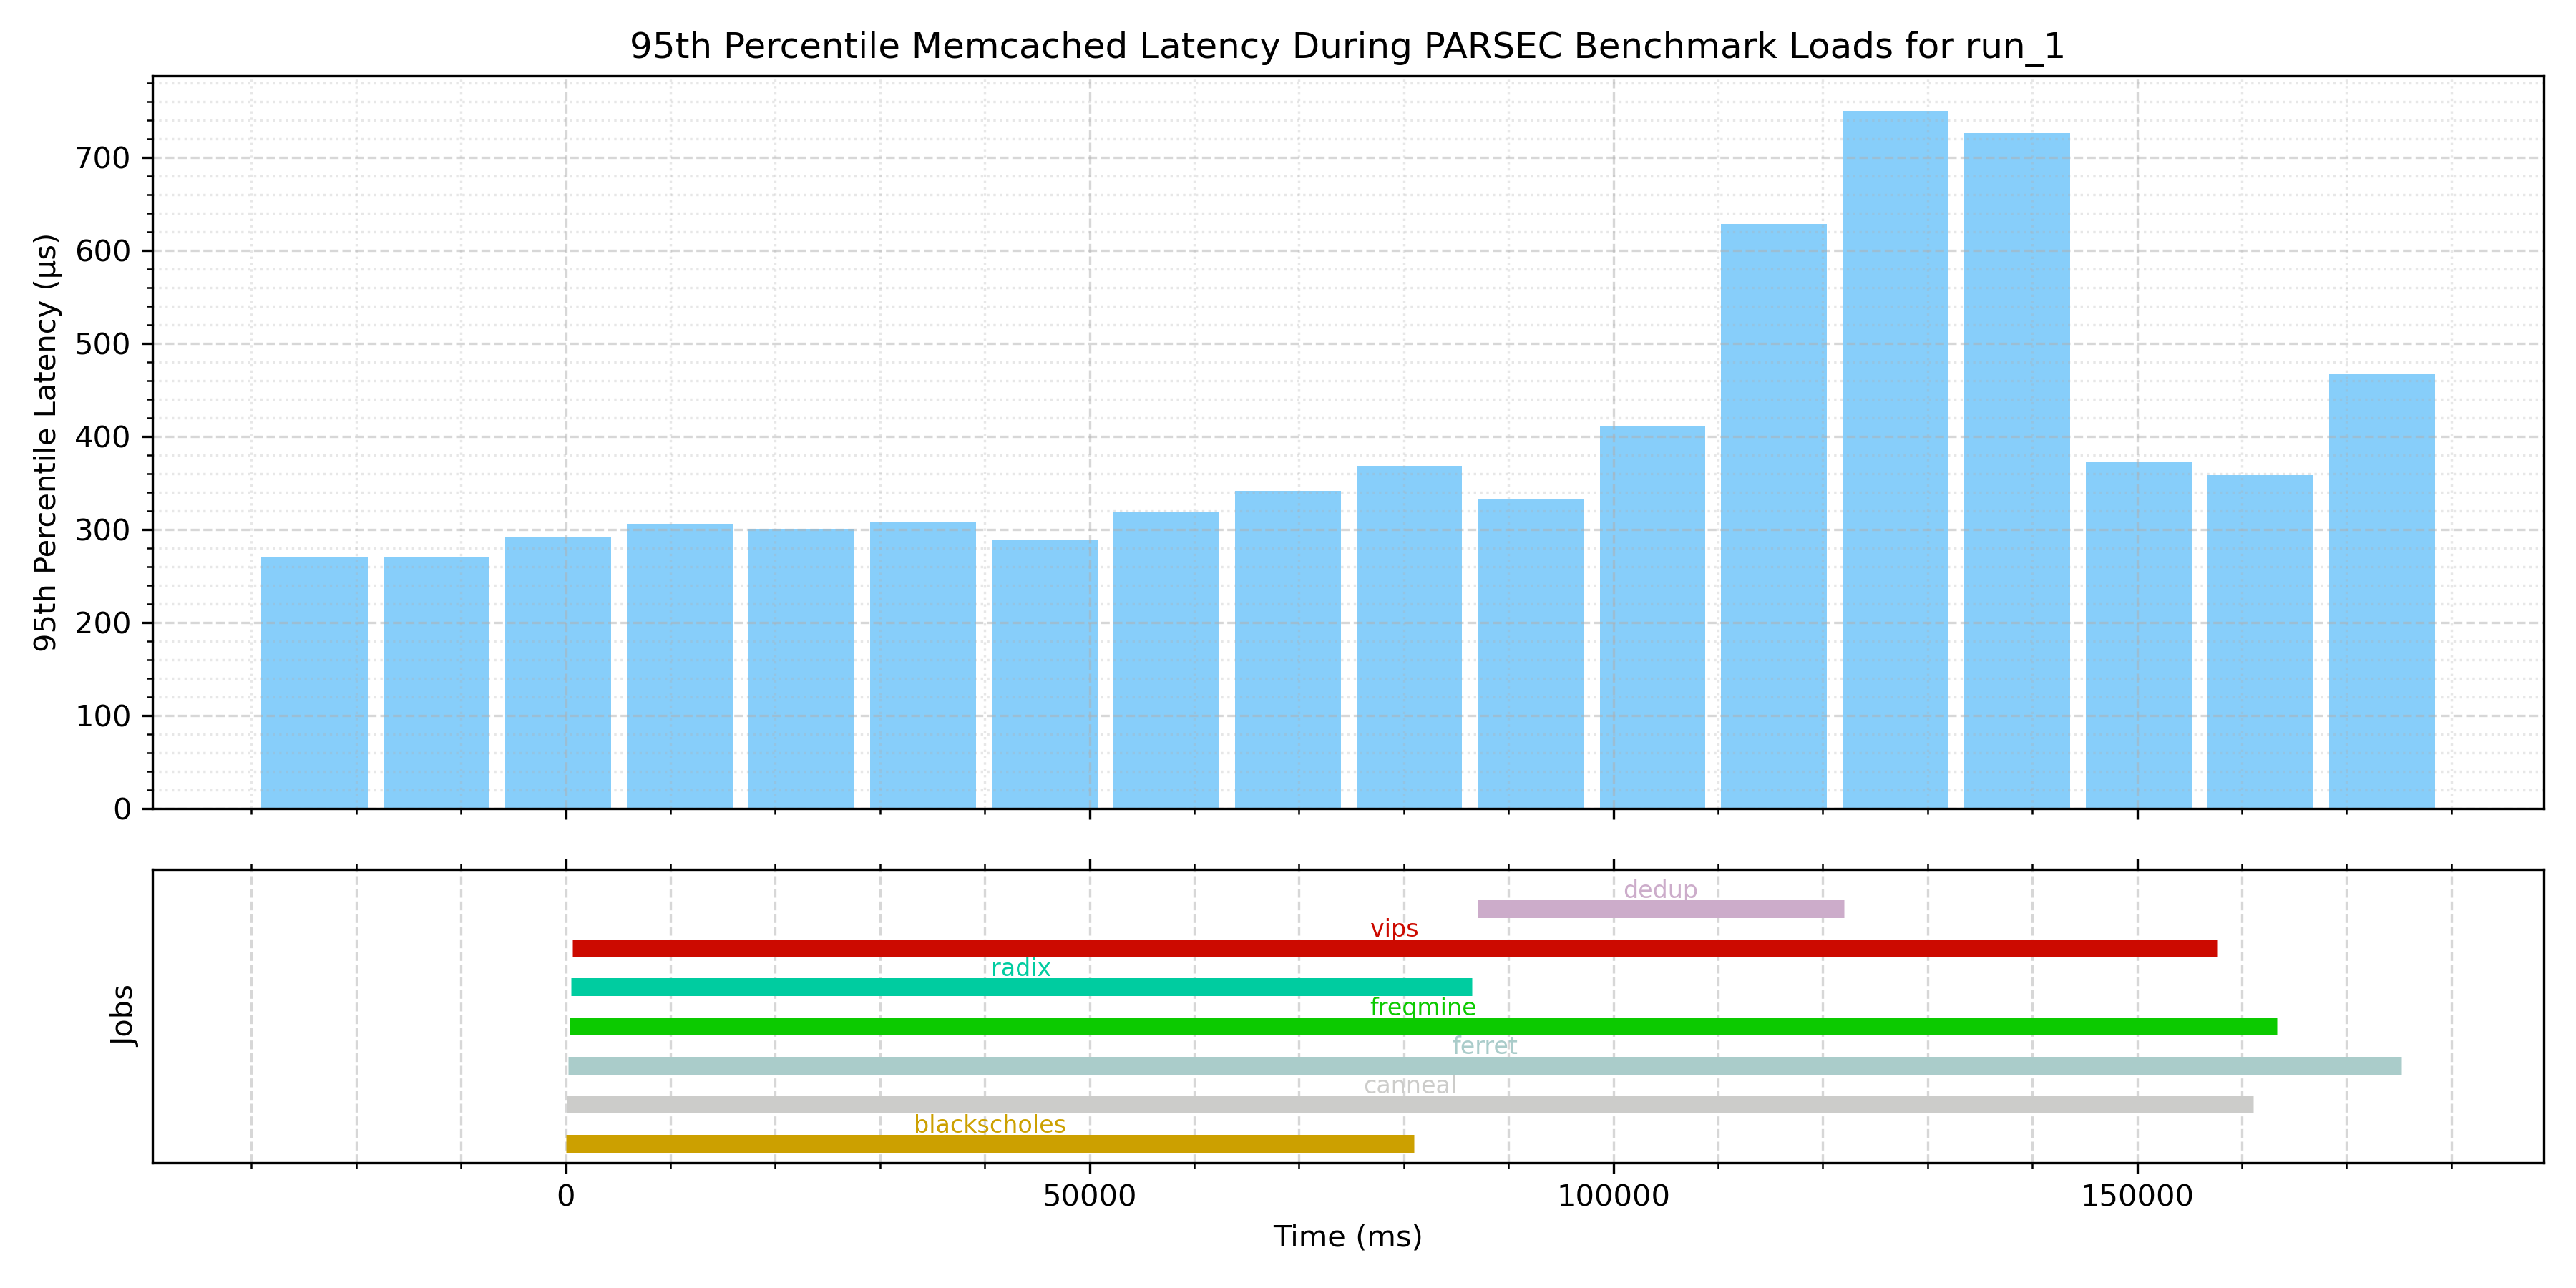 95th Percentile Memcached Latency During PARSEC Benchmark Loads for run_1
95th Percentile Latency (µs)
700
600
500
400
300
200
100
0
Jobs
dedup
vips
radix
freqmine
ferret
canneal
blackscholes
0 50000 100000 150000
Time (ms)